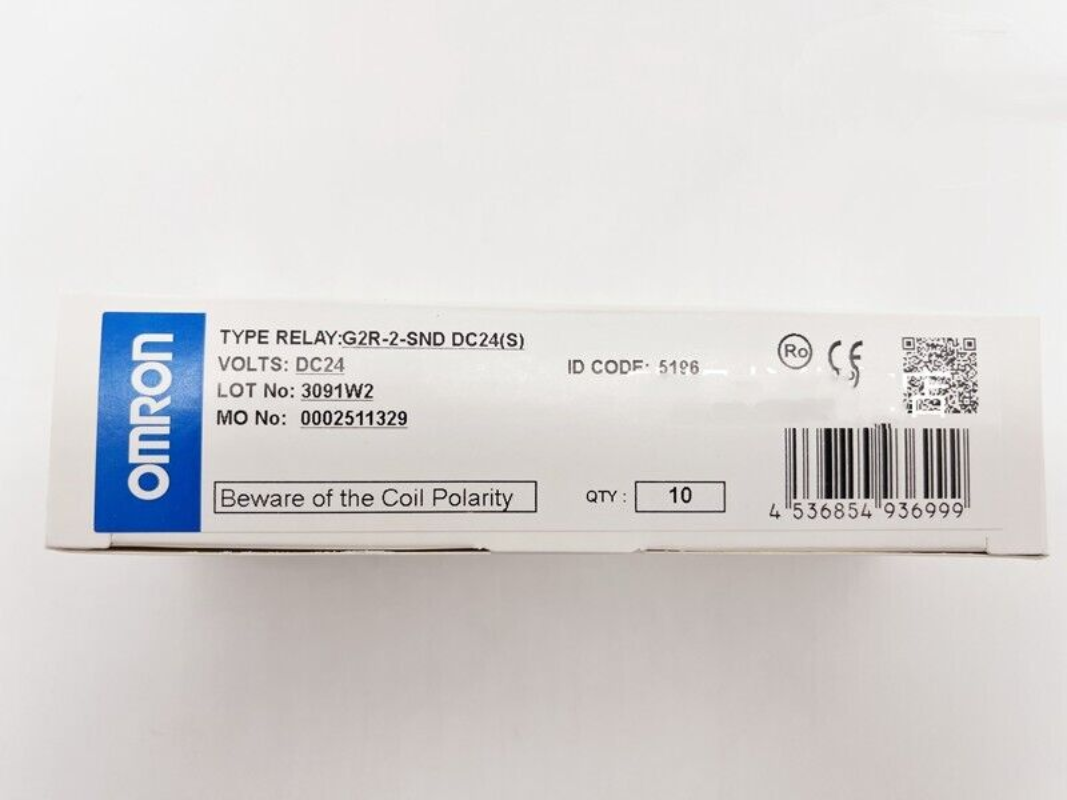 OMRON
TYPE RELAY:G2R-2-SND DC24(S)
VOLTS: DC24
LOT No: 3091W2
MO No: 0002511329
ID CODE:
Ro
CE
Beware of the Coil Polarity
QTY : 10
4 536854 936999